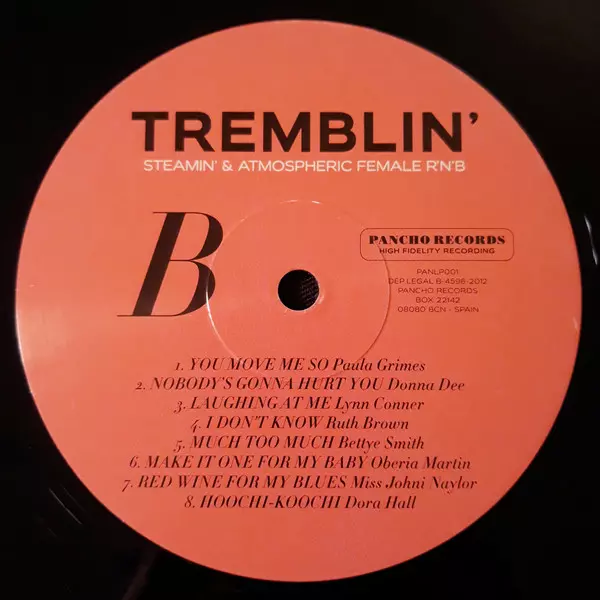 TREMBLIN'
STEAMIN' & ATMOSPHERIC FEMALE R'N'B
B
PANCHO RECORDS
HIGH FIDELITY RECORDING
PANLP001
DEP LEGAL B-4596-2012
PANCHO RECORDS
BOX 22142
08080 BCN - SPAIN
1. YOU MOVE ME SO Paula Grimes
2. NOBODY'S GONNA HURT YOU Donna Dee
3. LAUGHING AT ME Lynn Conner
4. I DON'T KNOW Ruth Brown
5. MUCH TOO MUCH Bettye Smith
6. MAKE IT ONE FOR MY BABY Oberia Martin
7. RED WINE FOR MY BLUES Miss Johni Naylor
8. HOOCHI-KOOCHI Dora Hall